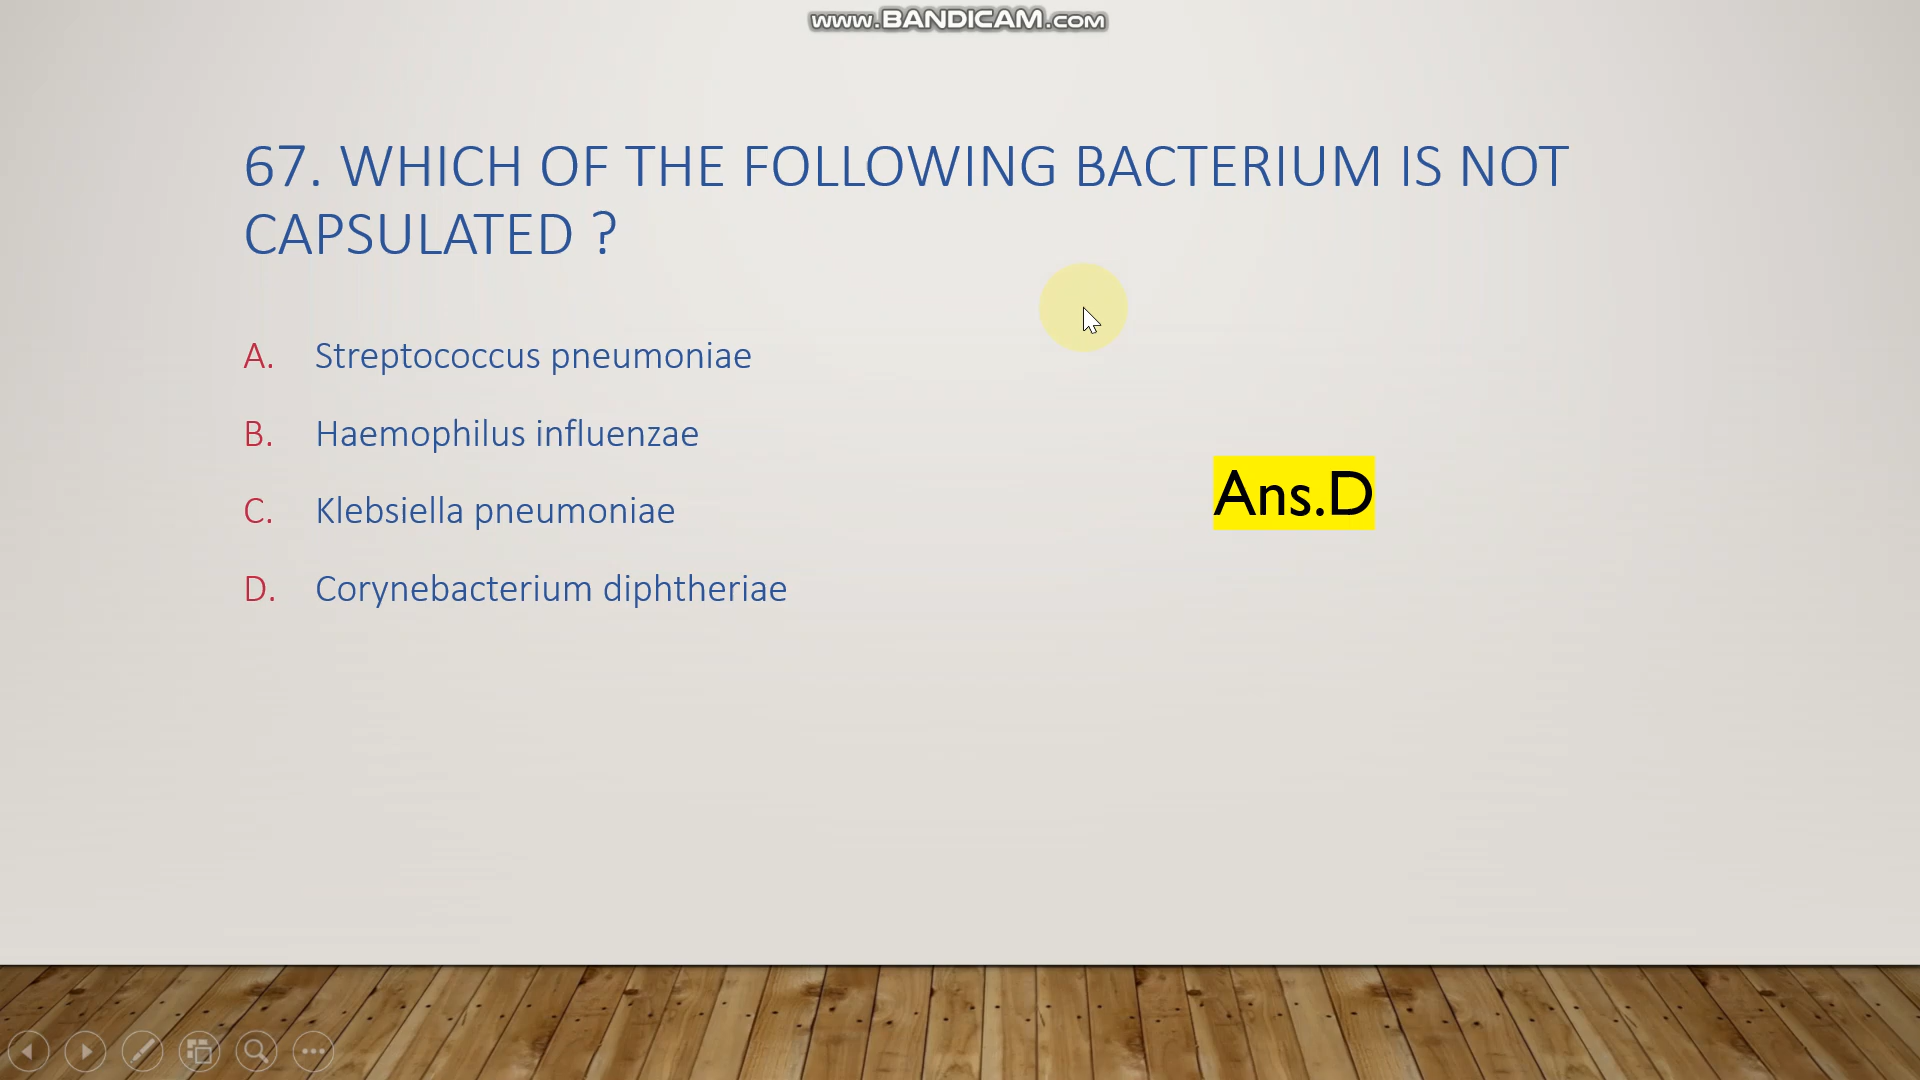 www.BANDICAM.com
67. WHICH OF THE FOLLOWING BACTERIUM IS NOT
CAPSULATED ?
A. Streptococcus pneumoniae
B. Haemophilus influenzae
C. Klebsiella pneumoniae
D. Corynebacterium diphtheriae
Ans.D